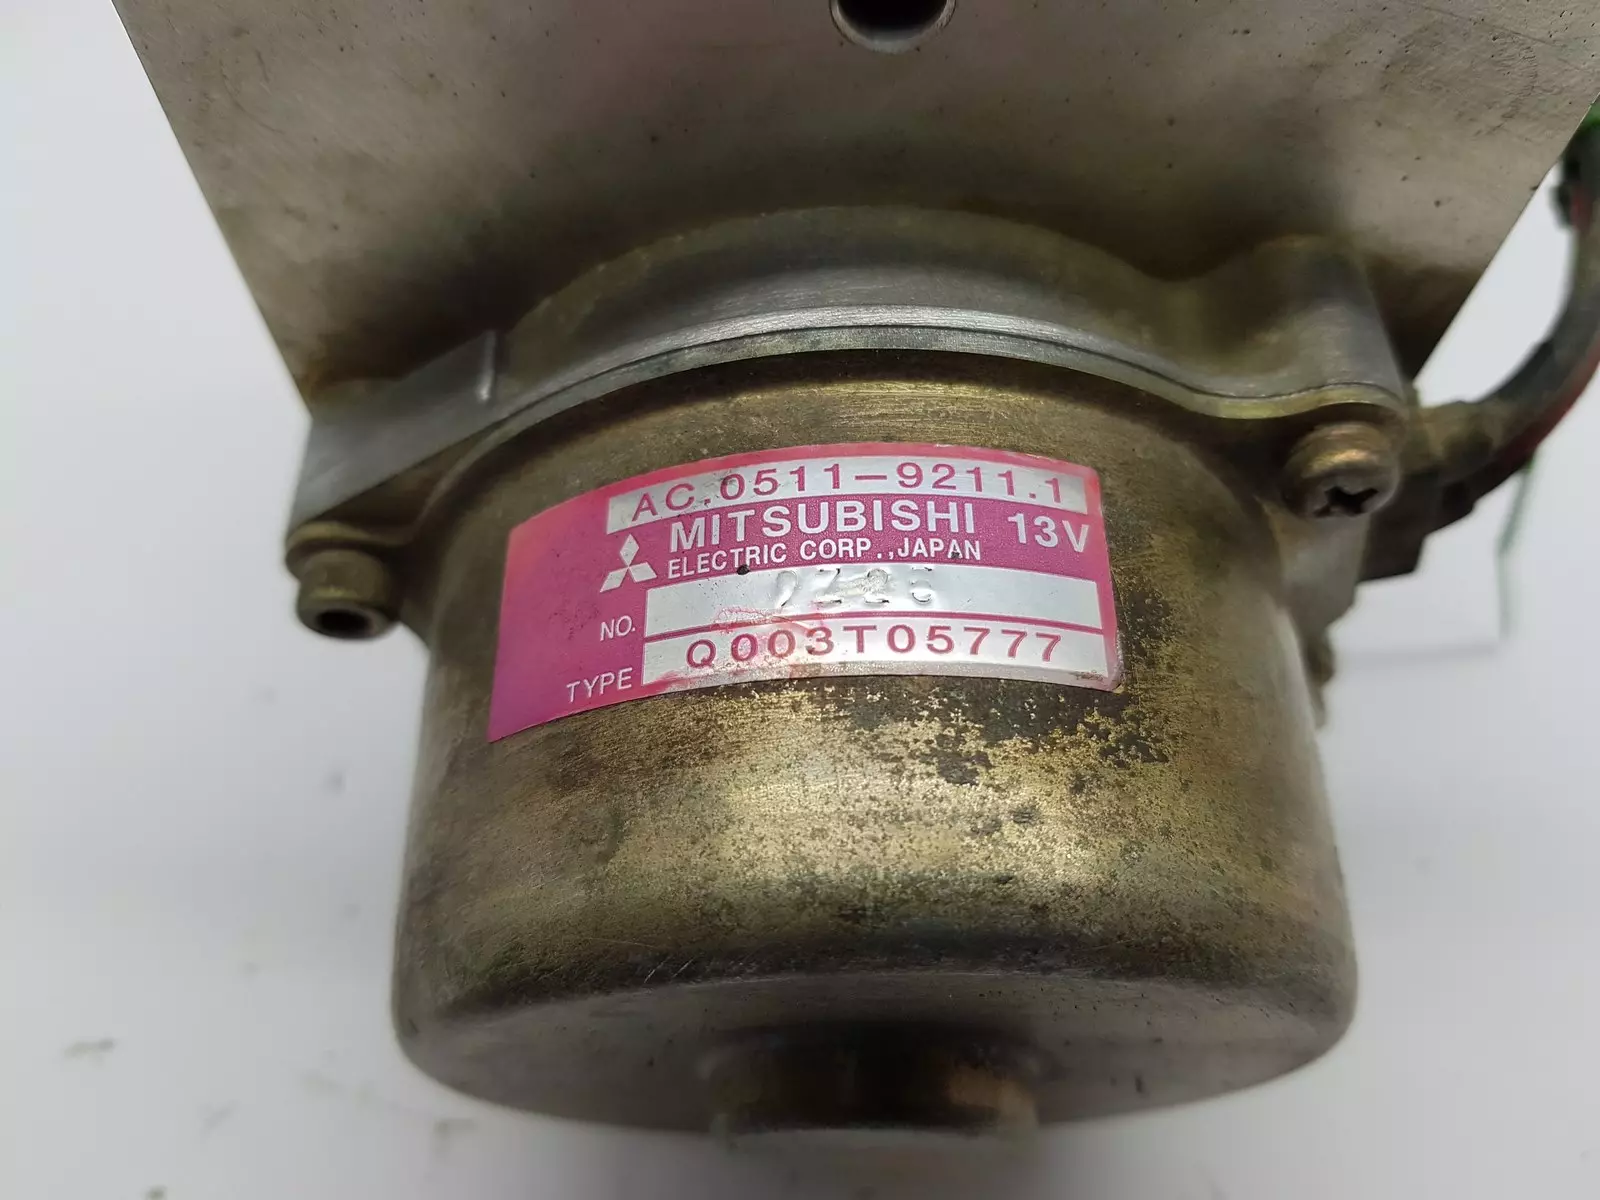 AC.0511-9211.1
MITSUBISHI 13V
ELECTRIC CORP.,JAPAN
NO.
TYPE Q003T05777